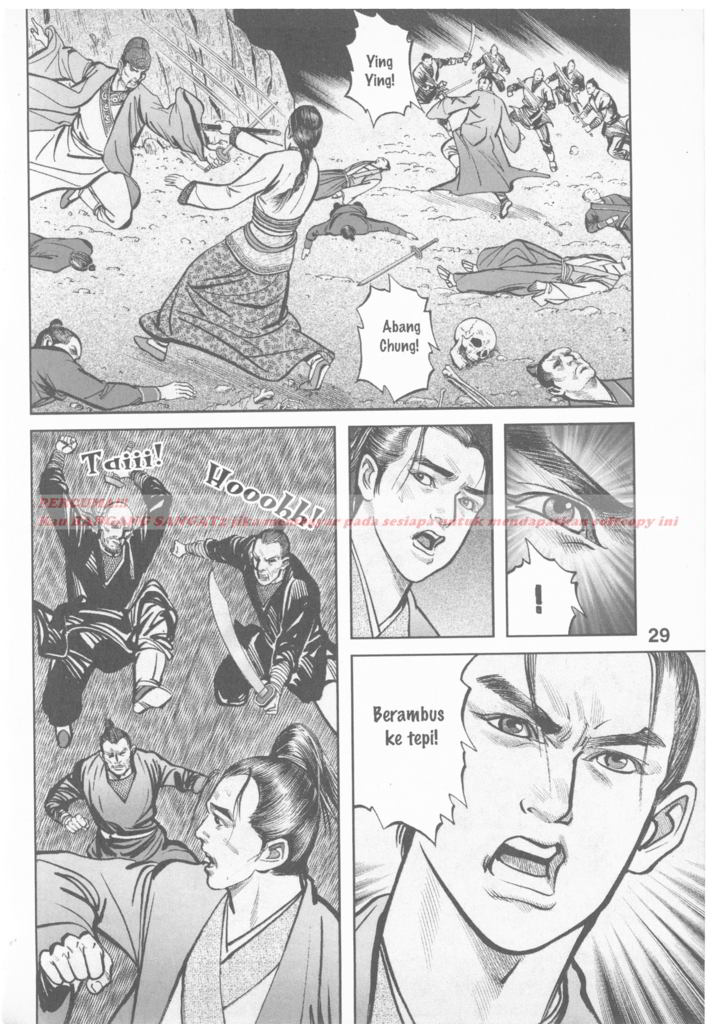 Ying
Ying!
Abang
Chung!
Taiii!
Hooohh!
PERCUMA!!!
Kau BANGANG SANGAT2 jika membayar pada sesiapa untuk mendapatkan softcopy ini
!
29
Berambus
ke tepi!